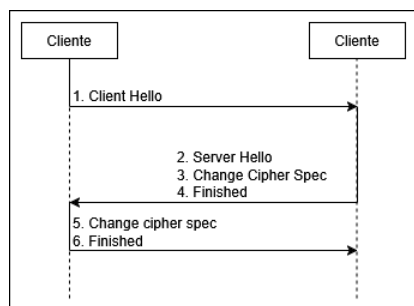 Cliente
Cliente
1. Client Hello
2. Server Hello
3. Change Cipher Spec
4. Finished
5. Change cipher spec
6. Finished